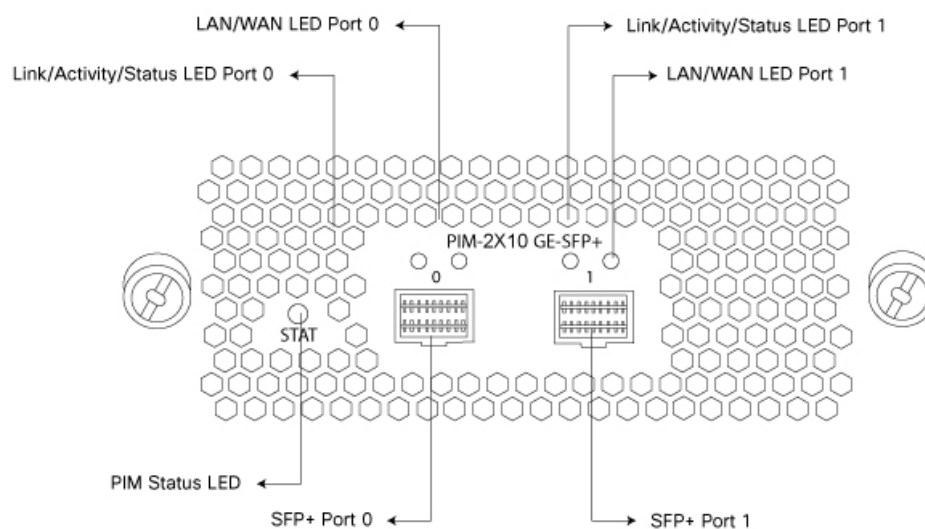 LAN/WAN LED Port 0
Link/Activity/Status LED Port 1
Link/Activity/Status LED Port 0
LAN/WAN LED Port 1
PIM-2X10 GE-SFP+
0
1
STAT
PIM Status LED
SFP+ Port 0
SFP+ Port 1